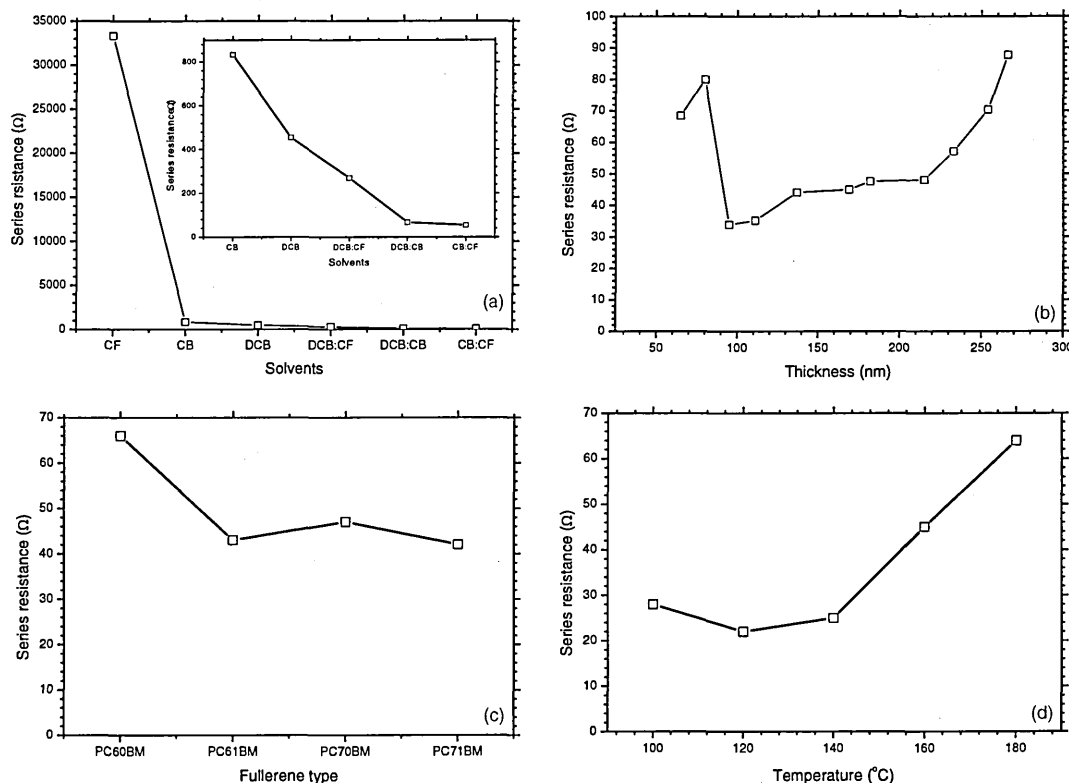 35000
30000
25000
20000
15000
10000
5000
0
Series rsistance (Ω)
CF
CB
DCB
DCB:CF
DCB:CB
CB:CF
Solvents
(a)
800
600
400
200
0
Series resistance(Ω)
CB
DCB
DCB:CF
DCB:CB
CB:CF
Solvents
100
90
80
70
60
50
40
30
20
10
0
Series resistance (Ω)
50
100
150
200
250
300
Thickness (nm)
(b)
70
60
50
40
30
20
10
0
Series resistance (Ω)
PC60BM
PC61BM
PC70BM
PC71BM
Fullerene type
(c)
70
60
50
40
30
20
10
0
Series resistance (Ω)
100
120
140
160
180
Temperature (°C)
(d)